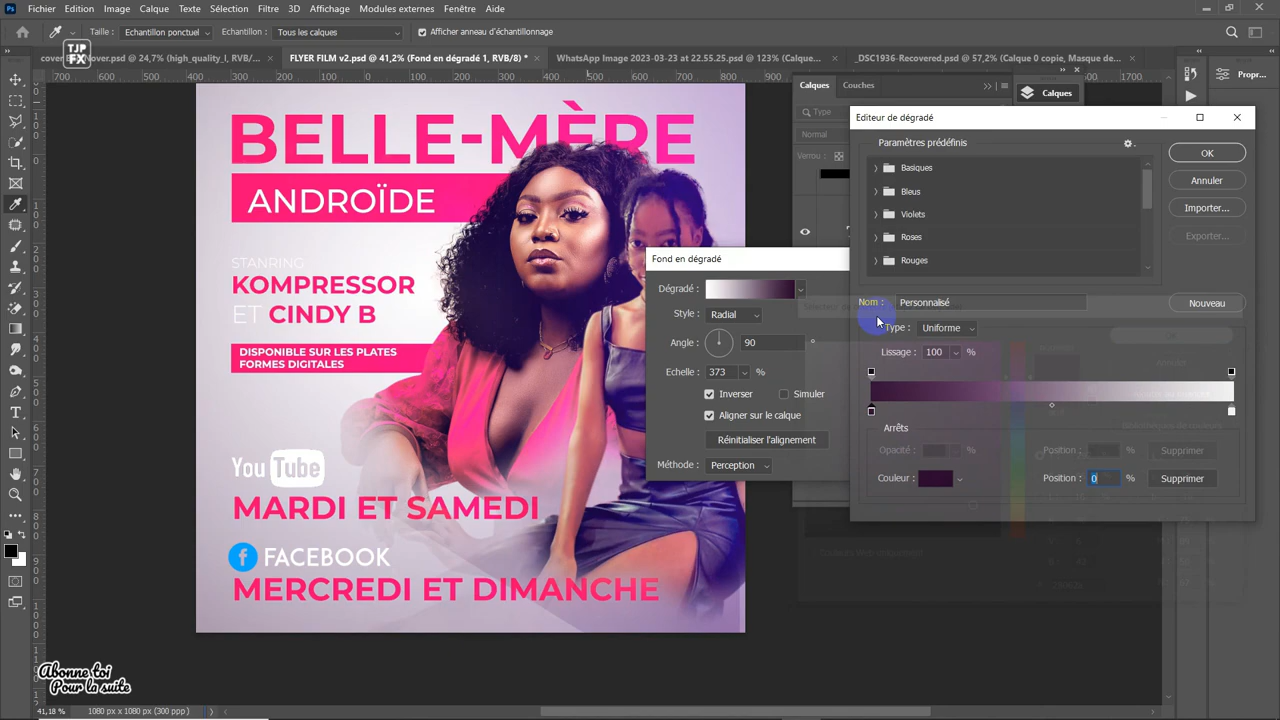 Fichier Edition Image Calque Texte Sélection Filtre 3D Affichage Modules externes Fenêtre Aide
Taille : Echantillon ponctuel Echantillon : Tous les calques Afficher anneau d'échantillonnage
TJP
FX
FLYER FILM v2.psd @ 41,2% (Fond en dégradé 1, RVB/8) * WhatsApp Image 2023-03-23 at 22.55.25.psd @ 123% (Calque _DSC1936-Recovered.psd @ 57,2% (Calque 0 copie, Masque de
Calques Couches
Calques
Propr...
Type
Normal
Verrou :
Editeur de dégradé
Paramètres prédéfinis
Basiques
Bleus
Violets
Roses
Rouges
OK
Annuler
Importer...
Exporter...
Nom : Personnalisé
Nouveau
Type : Uniforme
Lissage : 100 %
Arrêts
Opacité : % Position : % Supprimer
Couleur : Position : 0 % Supprimer
Fond en dégradé
Dégradé :
Style : Radial
Angle : 90 °
Echelle : 373 %
Inverser Simuler
Aligner sur le calque
Réinitialiser l'alignement
Méthode : Perception
BELLE-MÈRE
ANDROÏDE
STANRING
KOMPRESSOR
ET CINDY B
DISPONIBLE SUR LES PLATES
FORMES DIGITALES
YouTube
MARDI ET SAMEDI
f FACEBOOK
MERCREDI ET DIMANCHE
Abonne toi
Pour la suite
41,18 % 1080 px x 1080 px (300 ppp)